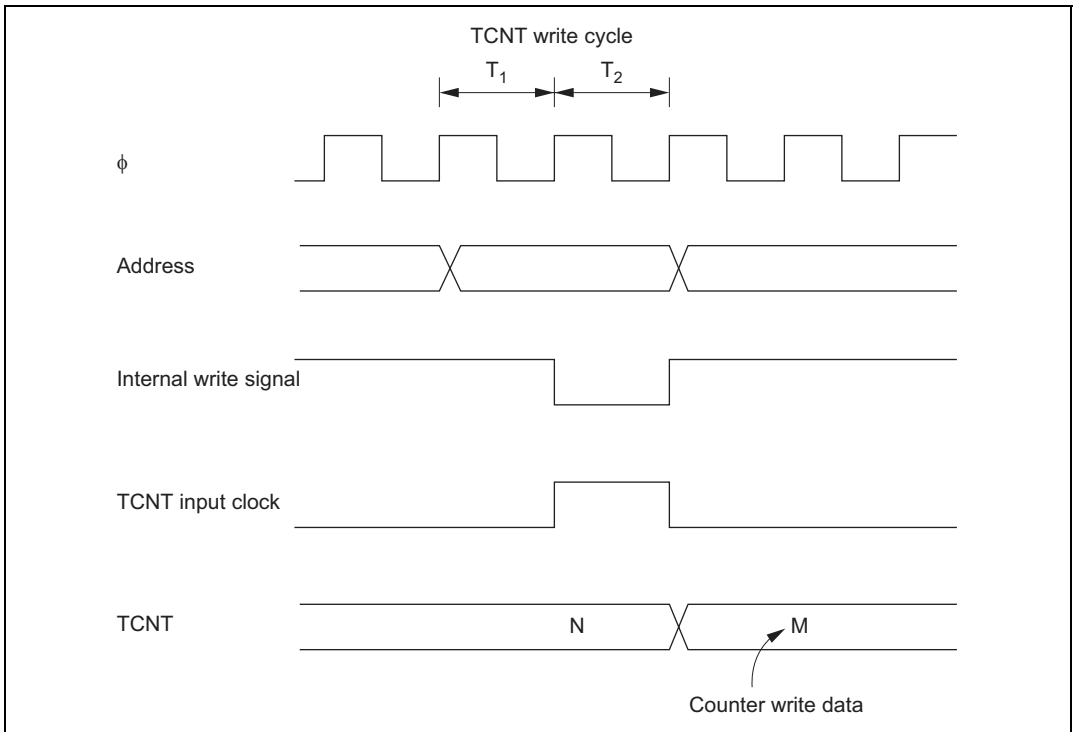 TCNT write cycle
T₁ T₂
ϕ
Address
Internal write signal
TCNT input clock
TCNT N M
Counter write data